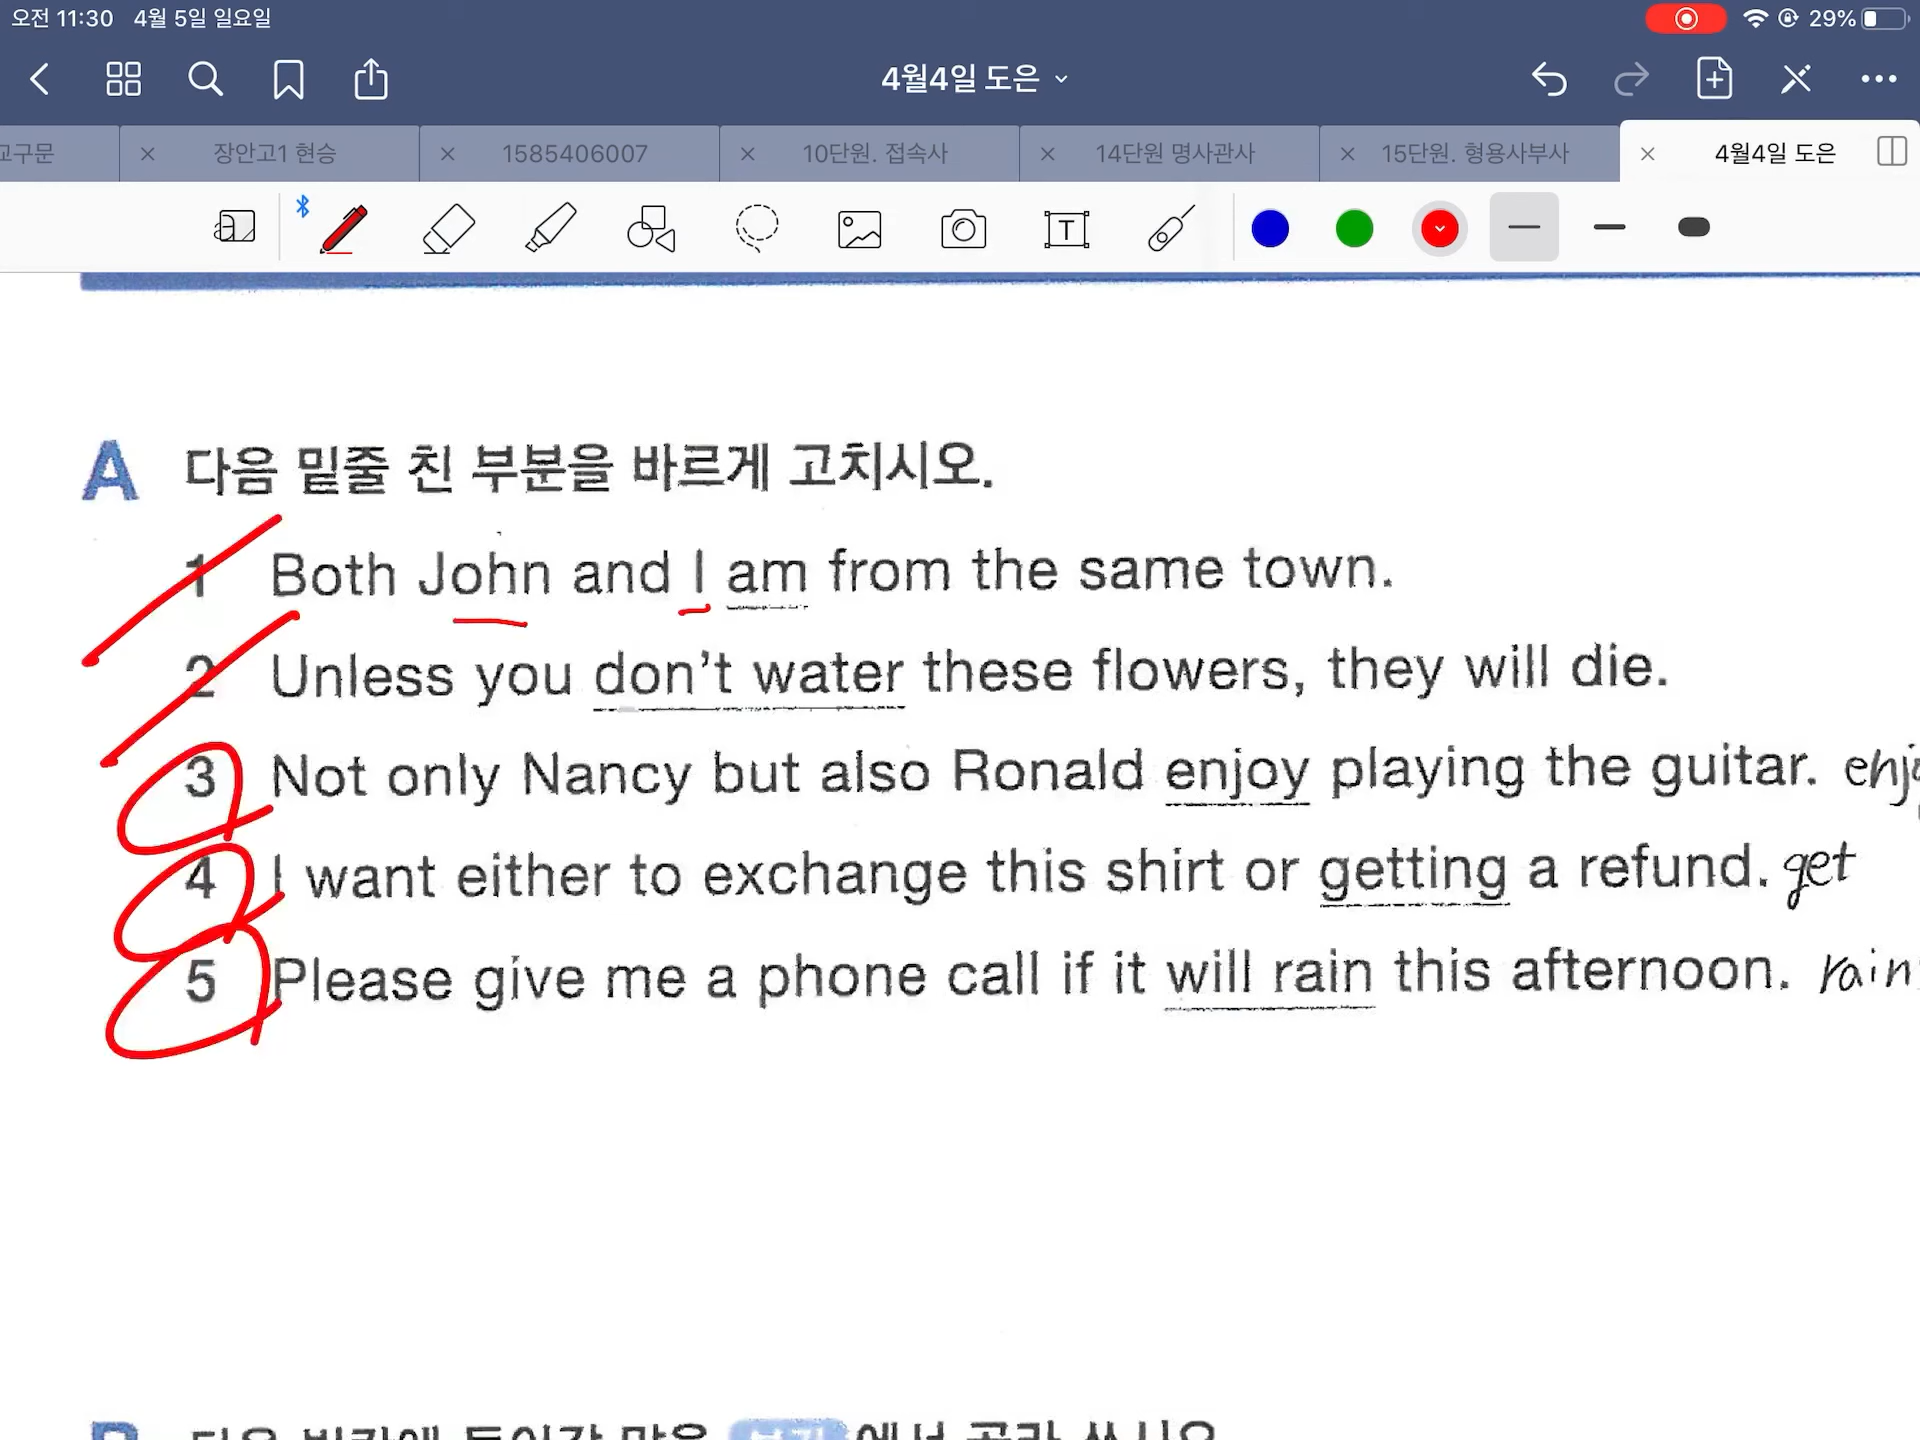 오전 11:30 4월 5일 일요일 29%
4월4일 도은
교구문 장안고1 현승 1585406007 10단원. 접속사 14단원 명사관사 15단원. 형용사부사 4월4일 도은
A 다음 밑줄 친 부분을 바르게 고치시오.
1 Both John and I am from the same town.
2 Unless you don't water these flowers, they will die.
3 Not only Nancy but also Ronald enjoy playing the guitar. enj
4 I want either to exchange this shirt or getting a refund. get
5 Please give me a phone call if it will rain this afternoon. rain